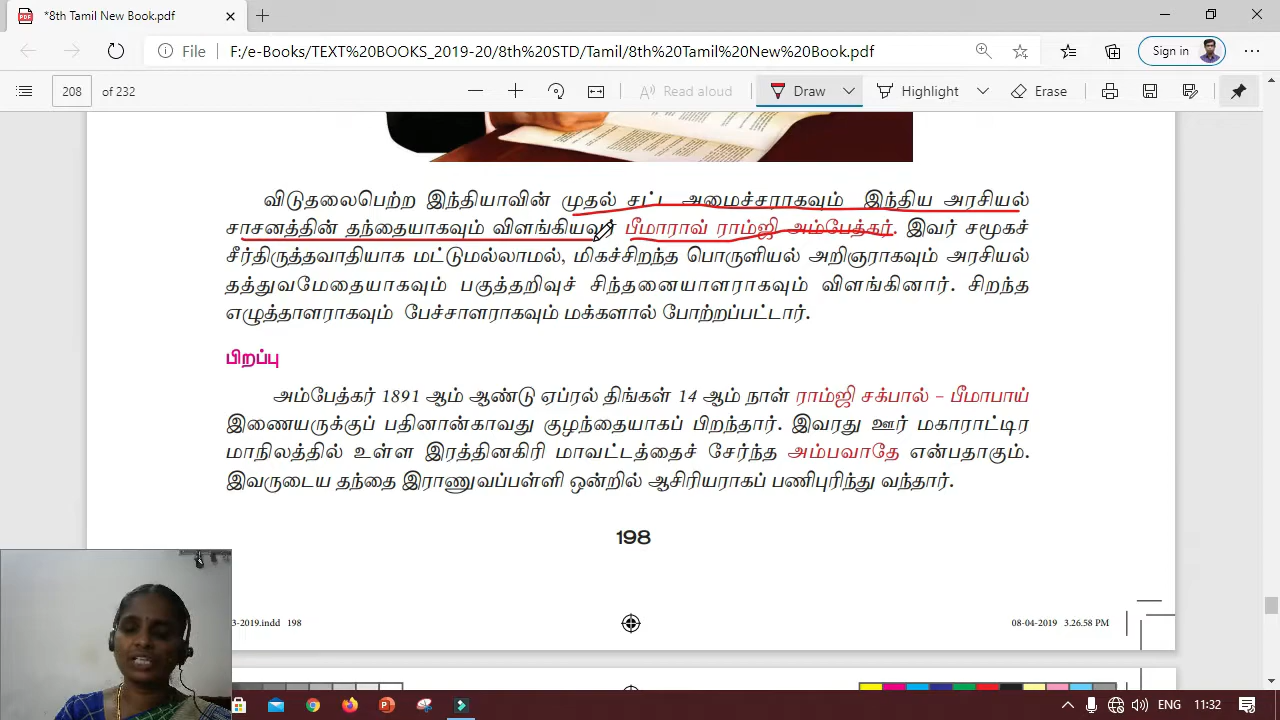 *8th Tamil New Book.pdf
File
F:/e-Books/TEXT%20BOOKS_2019-20/8th%20STD/Tamil/8th%20Tamil%20New%20Book.pdf
Sign in
208 of 232
Read aloud
Draw
Highlight
Erase
விடுதலைபெற்ற இந்தியாவின் முதல் சட்ட அமைச்சராகவும் இந்திய அரசியல்
சாசனத்தின் தந்தையாகவும் விளங்கியவர் பீமாராவ் ராம்ஜி அம்பேத்கர். இவர் சமூகச்
சீர்திருத்தவாதியாக மட்டுமல்லாமல், மிகச்சிறந்த பொருளியல் அறிஞராகவும் அரசியல்
தத்துவமேதையாகவும் பகுத்தறிவுச் சிந்தனையாளராகவும் விளங்கினார். சிறந்த
எழுத்தாளராகவும் பேச்சாளராகவும் மக்களால் போற்றப்பட்டார்.
பிறப்பு
அம்பேத்கர் 1891 ஆம் ஆண்டு ஏப்ரல் திங்கள் 14 ஆம் நாள் ராம்ஜி சக்பால் – பீமாபாய்
இணையருக்குப் பதினான்காவது குழந்தையாகப் பிறந்தார். இவரது ஊர் மகாராட்டிர
மாநிலத்தில் உள்ள இரத்தினகிரி மாவட்டத்தைச் சேர்ந்த அம்பவாதே என்பதாகும்.
இவருடைய தந்தை இராணுவப்பள்ளி ஒன்றில் ஆசிரியராகப் பணிபுரிந்து வந்தார்.
198
3-2019.indd 198
08-04-2019 3.26.58 PM
ENG
11:32